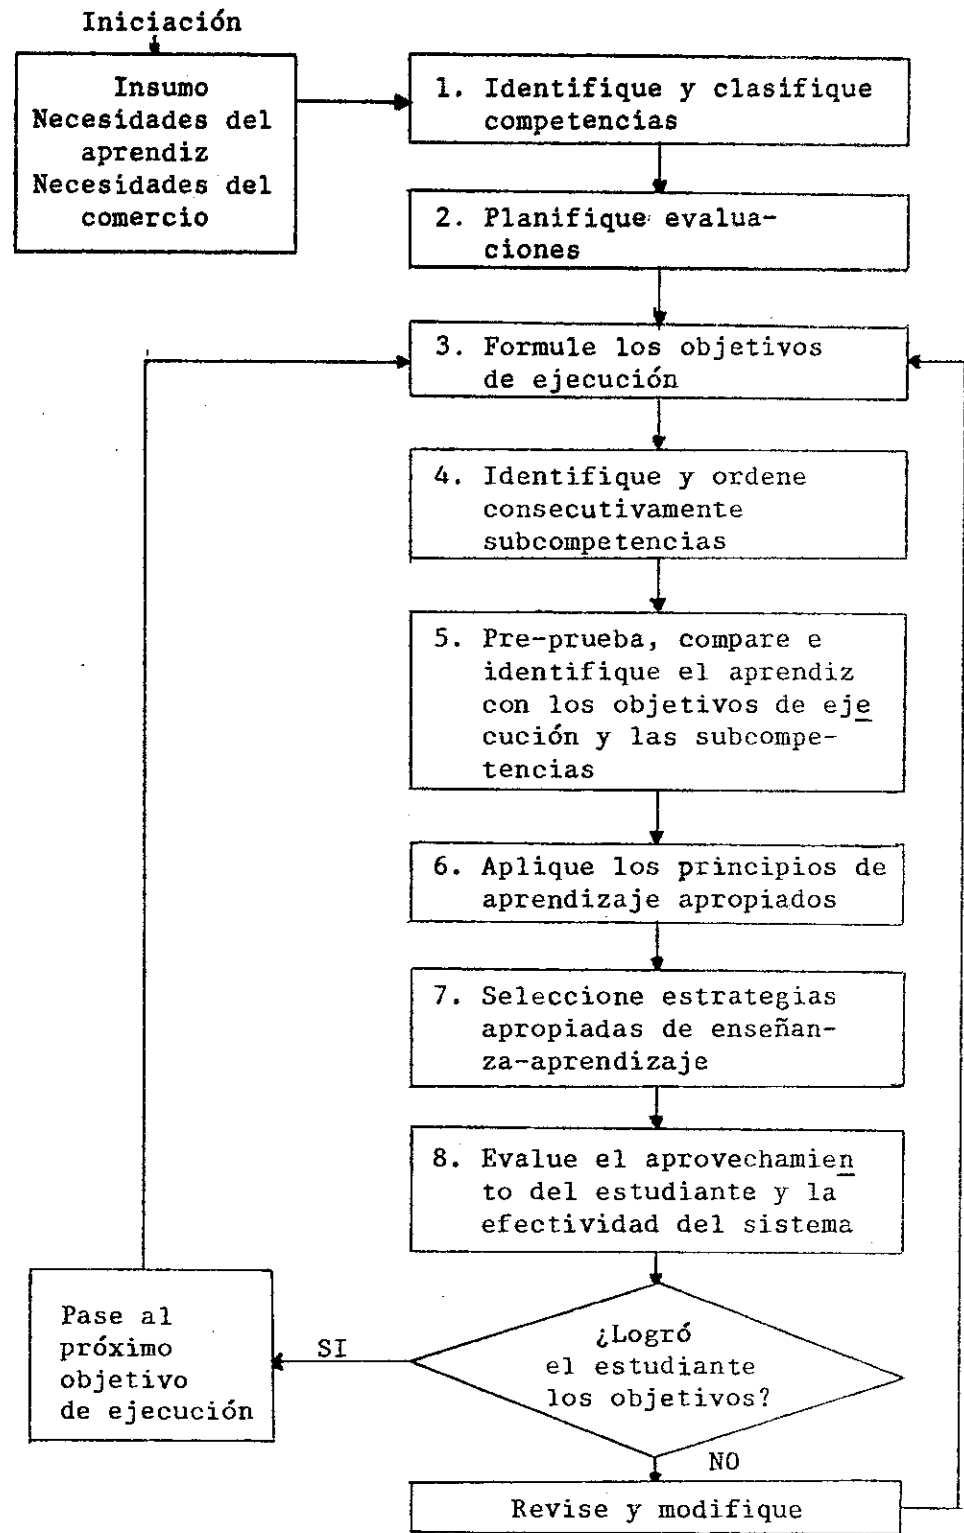 Iniciación
Insumo
Necesidades del
aprendiz
Necesidades del
comercio
1. Identifique y clasifique
competencias
2. Planifique evalua-
ciones
3. Formule los objetivos
de ejecución
4. Identifique y ordene
consecutivamente
subcompetencias
5. Pre-prueba, compare e
identifique el aprendiz
con los objetivos de eje
cución y las subcompe-
tencias
6. Aplique los principios de
aprendizaje apropiados
7. Seleccione estrategias
apropiadas de enseñan-
za-aprendizaje
8. Evalue el aprovechamien
to del estudiante y la
efectividad del sistema
¿Logró
el estudiante
los objetivos?
SI
Pase al
próximo
objetivo
de ejecución
NO
Revise y modifique